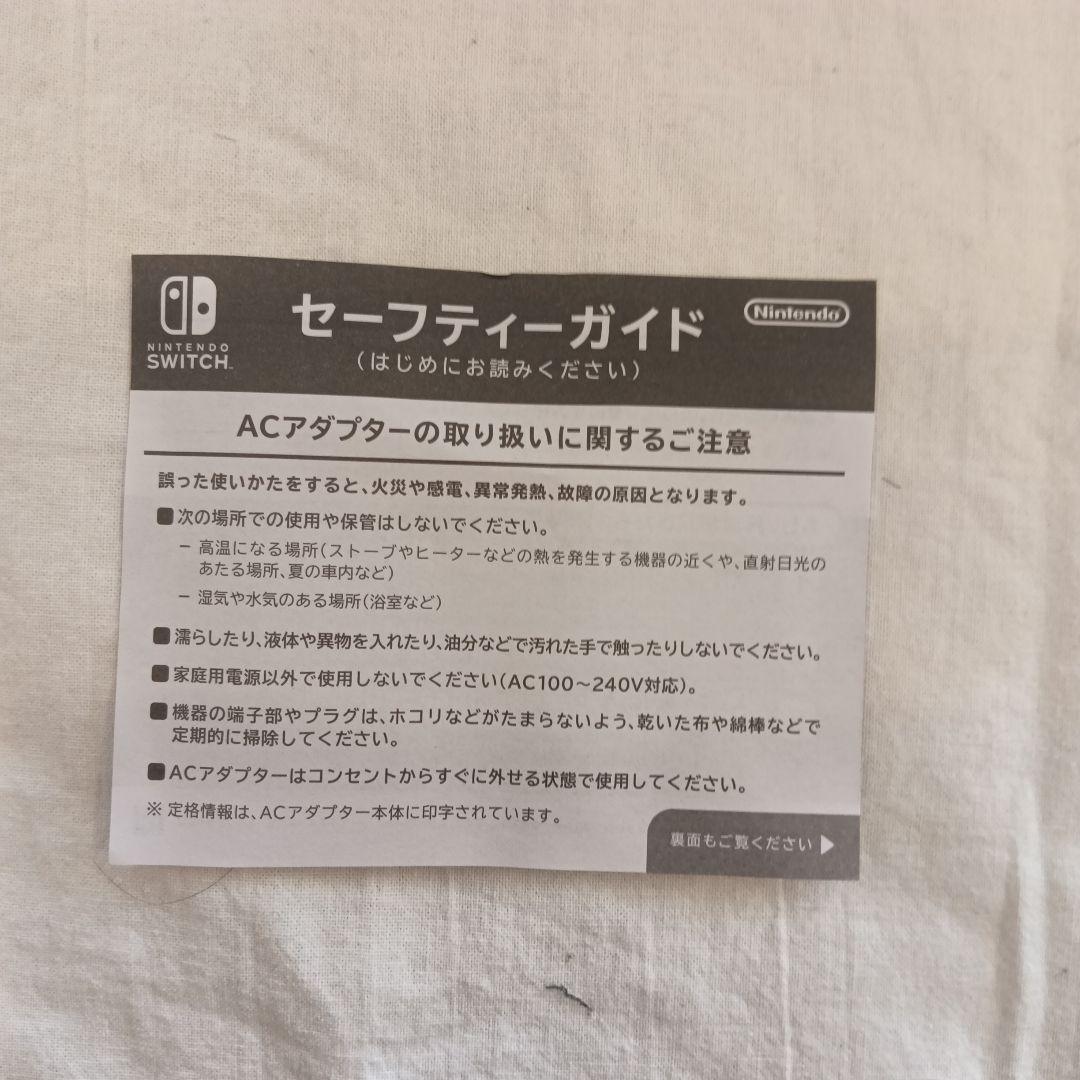 NINTENDO
SWITCH™
セーフティーガイド
(はじめにお読みください)
Nintendo
ACアダプターの取り扱いに関するご注意
誤った使いかたをすると、火災や感電、異常発熱、故障の原因となります。
■次の場所での使用や保管はしないでください。
− 高温になる場所(ストーブやヒーターなどの熱を発生する機器の近くや、直射日光の
あたる場所、夏の車内など)
− 湿気や水気のある場所(浴室など)
■濡らしたり、液体や異物を入れたり、油分などで汚れた手で触ったりしないでください。
■家庭用電源以外で使用しないでください(AC100～240V対応)。
■機器の端子部やプラグは、ホコリなどがたまらないよう、乾いた布や綿棒などで
定期的に掃除してください。
■ACアダプターはコンセントからすぐに外せる状態で使用してください。
※ 定格情報は、ACアダプター本体に印字されています。
裏面もご覧ください ▶